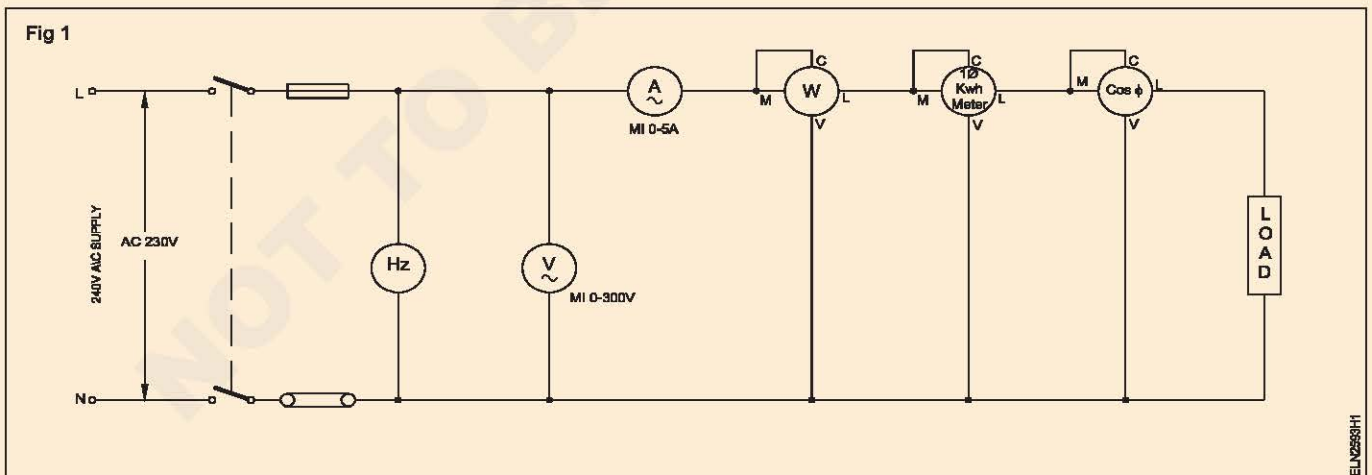 Fig 1
NOT TO B
L
N
240V A\C SUPPLY
AC 230V
Hz
V
~
MI 0-300V
A
~
MI 0-5A
M
C
W
L
V
M
C
1Ø
Kwh
Meter
L
V
M
C
Cos ϕ
L
V
LOAD
ELN2593H1